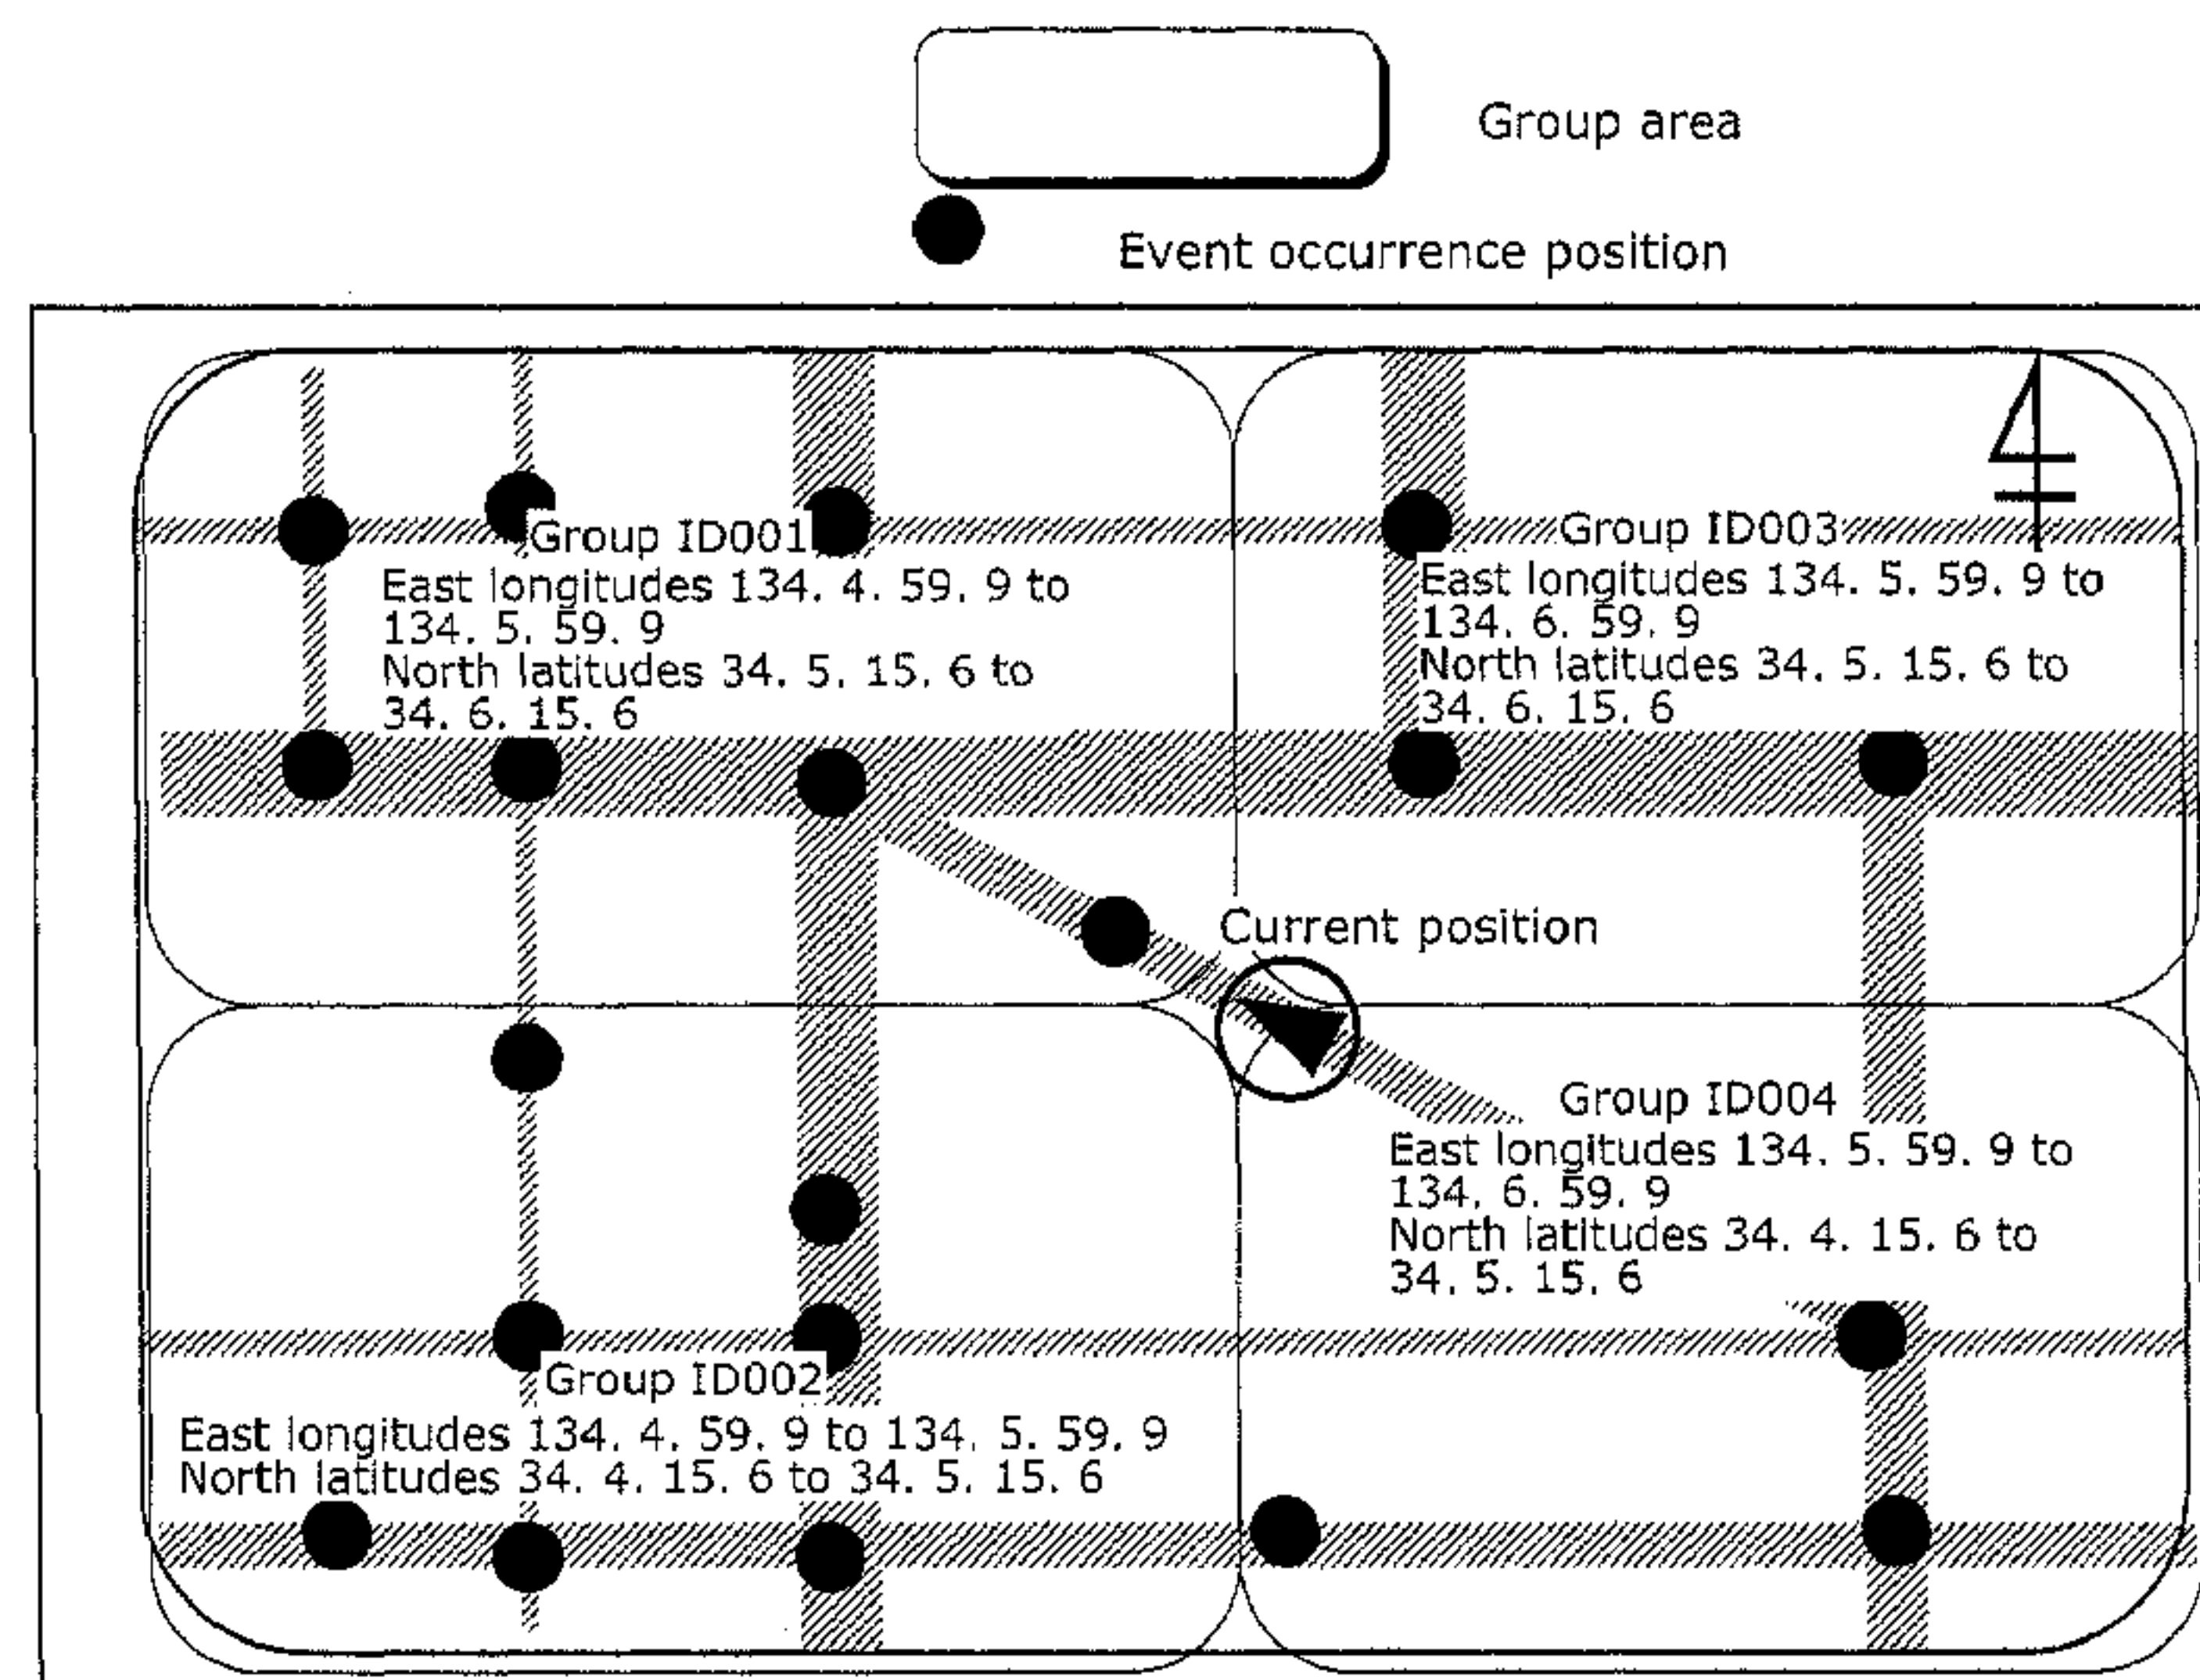 Group area
Event occurrence position
Group ID001
East longitudes 134. 4. 59. 9 to
134. 5. 59. 9
North latitudes 34. 5. 15. 6 to
34. 6. 15. 6
Group ID003
East longitudes 134. 5. 59. 9 to
134. 6. 59. 9
North latitudes 34. 5. 15. 6 to
34. 6. 15. 6
Current position
Group ID004
East longitudes 134. 5. 59. 9 to
134. 6. 59. 9
North latitudes 34. 4. 15. 6 to
34. 5. 15. 6
Group ID002
East longitudes 134. 4. 59. 9 to 134. 5. 59. 9
North latitudes 34. 4. 15. 6 to 34. 5. 15. 6